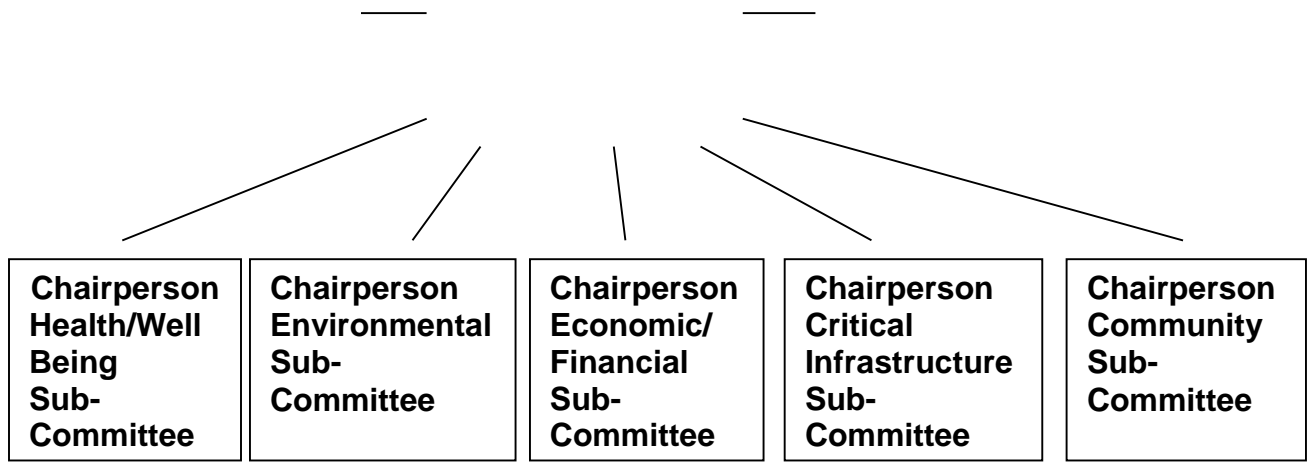 Chairperson
Health/Well
Being
Sub-
Committee
Chairperson
Environmental
Sub-
Committee
Chairperson
Economic/
Financial
Sub-
Committee
Chairperson
Critical
Infrastructure
Sub-
Committee
Chairperson
Community
Sub-
Committee